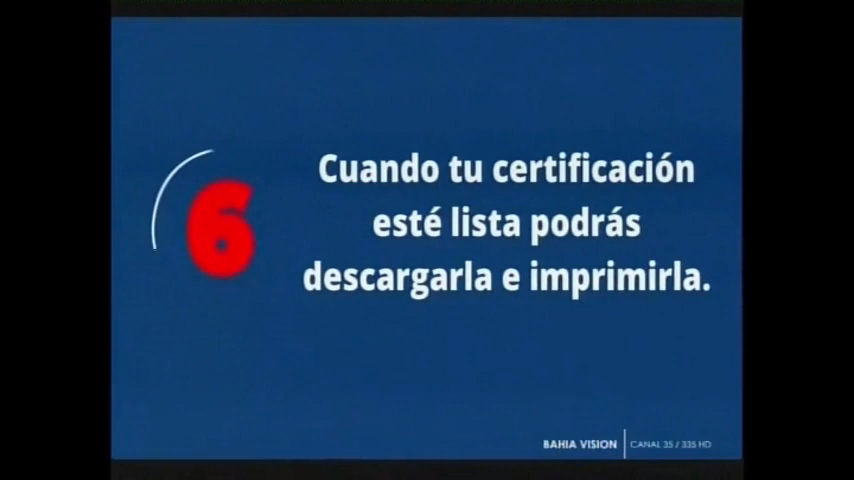 6
Cuando tu certificación
esté lista podrás
descargarla e imprimirla.
BAHIA VISION | CANAL 35 / 335 HD